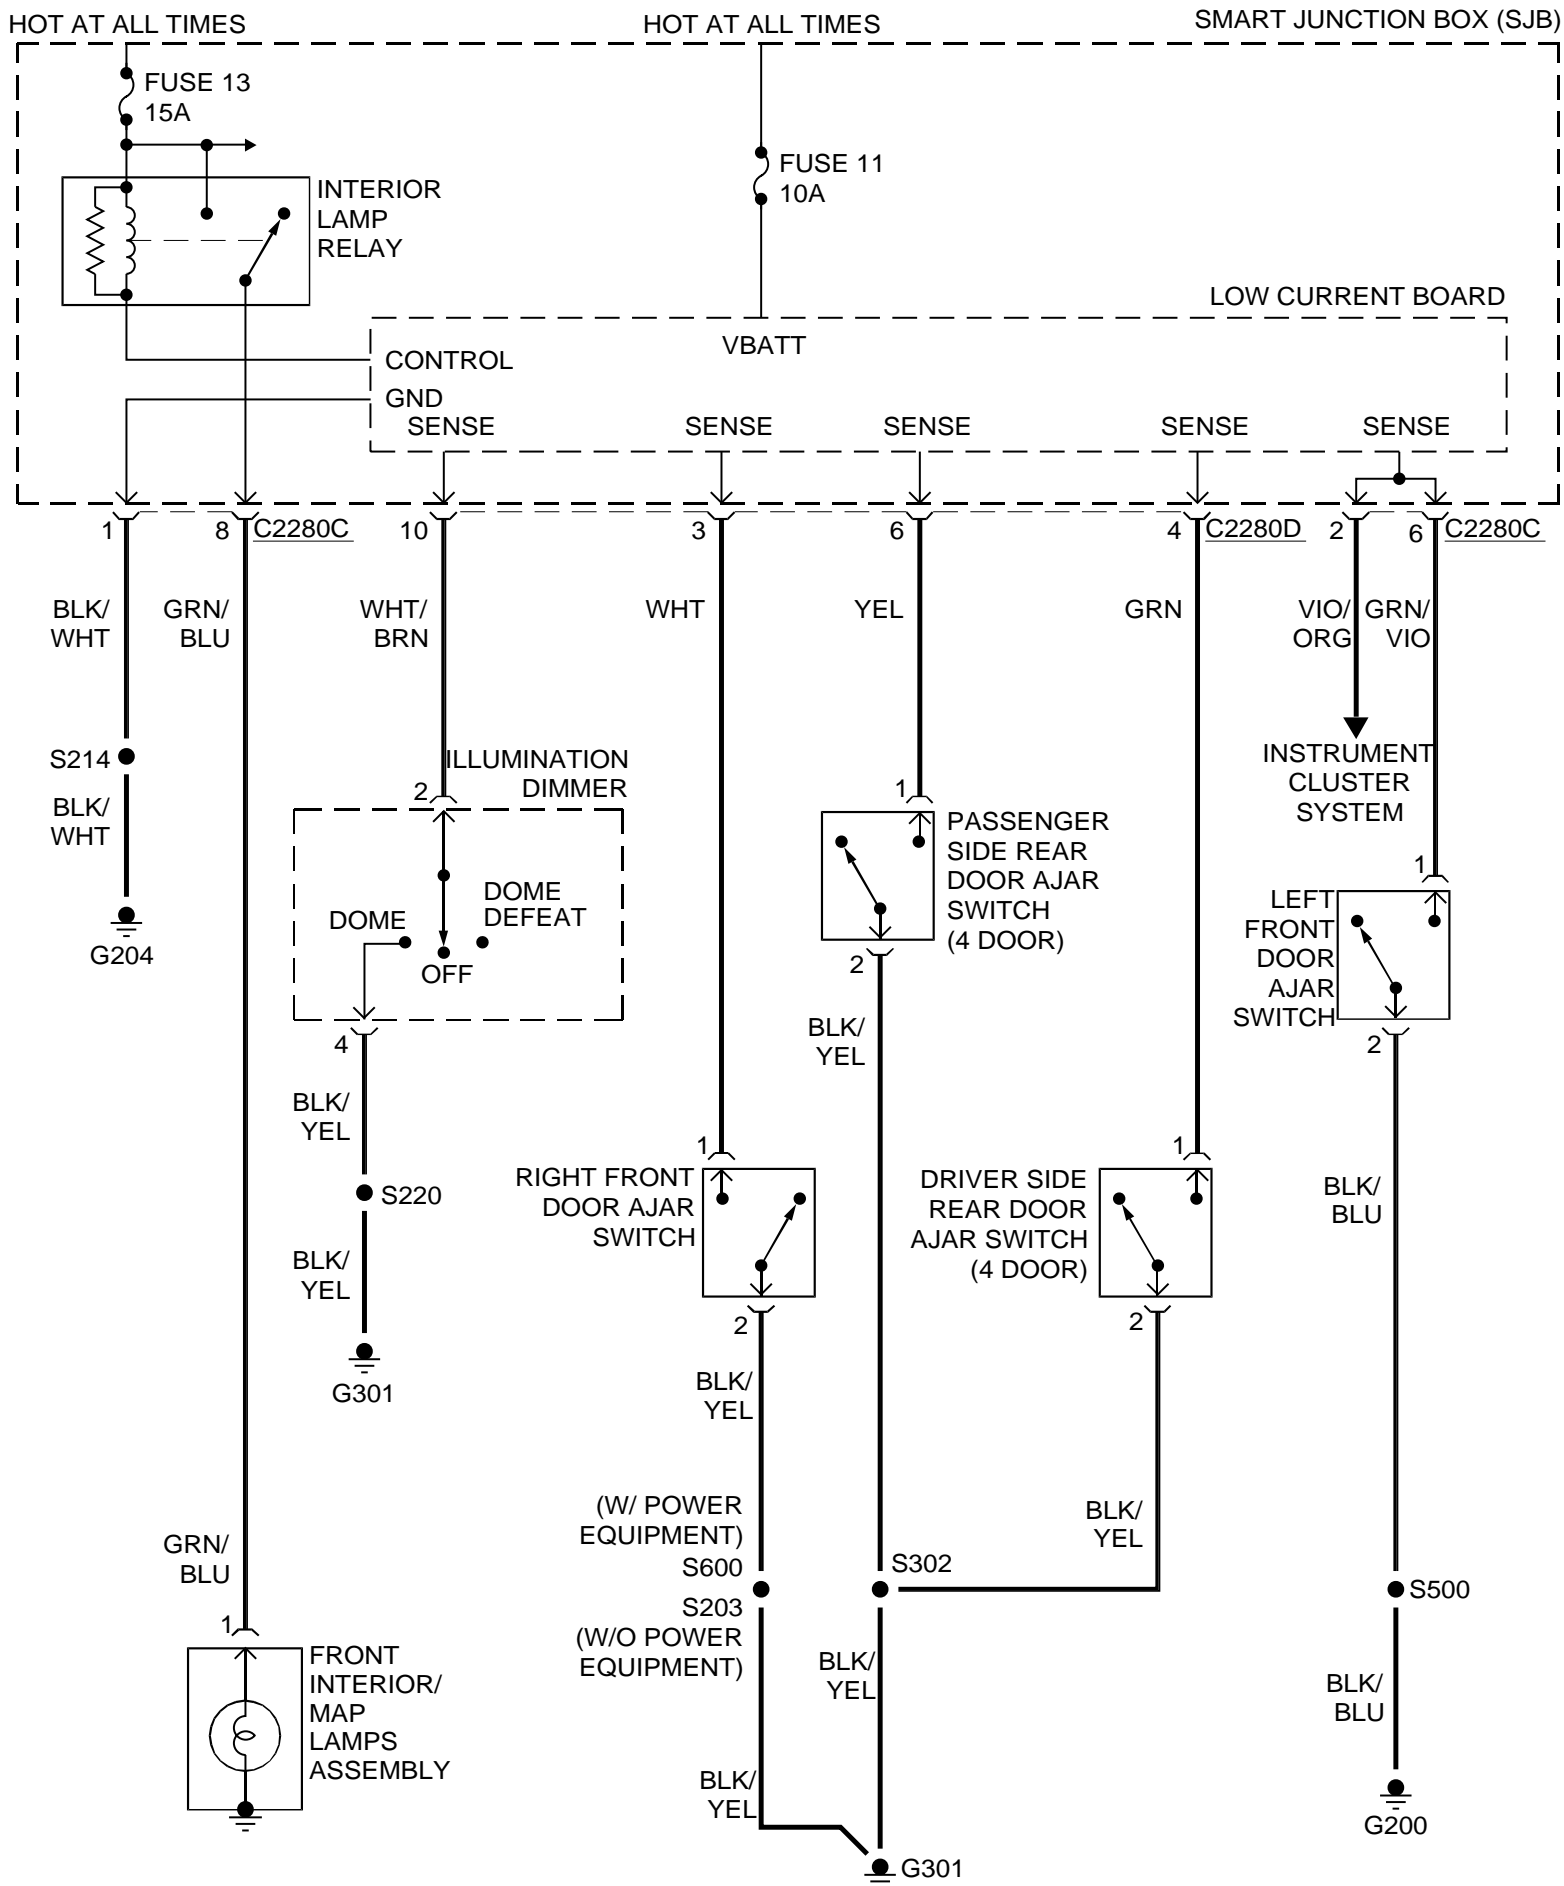 HOT AT ALL TIMES
HOT AT ALL TIMES
SMART JUNCTION BOX (SJB)
FUSE 13
15A
FUSE 11
10A
INTERIOR
LAMP
RELAY
LOW CURRENT BOARD
VBATT
CONTROL
GND
SENSE
SENSE
SENSE
SENSE
SENSE
1
8
C2280C
10
3
6
4
C2280D
2
6
C2280C
BLK/
WHT
GRN/
BLU
WHT/
BRN
WHT
YEL
GRN
VIO/
ORG
GRN/
VIO
S214
BLK/
WHT
G204
ILLUMINATION
DIMMER
2
DOME
DOME
DEFEAT
OFF
4
BLK/
YEL
S220
BLK/
YEL
G301
1
PASSENGER
SIDE REAR
DOOR AJAR
SWITCH
(4 DOOR)
2
BLK/
YEL
INSTRUMENT
CLUSTER
SYSTEM
1
LEFT
FRONT
DOOR
AJAR
SWITCH
2
1
RIGHT FRONT
DOOR AJAR
SWITCH
2
1
DRIVER SIDE
REAR DOOR
AJAR SWITCH
(4 DOOR)
2
BLK/
BLU
BLK/
YEL
(W/ POWER
EQUIPMENT)
S600
S203
(W/O POWER
EQUIPMENT)
S302
BLK/
YEL
S500
GRN/
BLU
1
FRONT
INTERIOR/
MAP
LAMPS
ASSEMBLY
BLK/
YEL
BLK/
YEL
G301
BLK/
BLU
G200